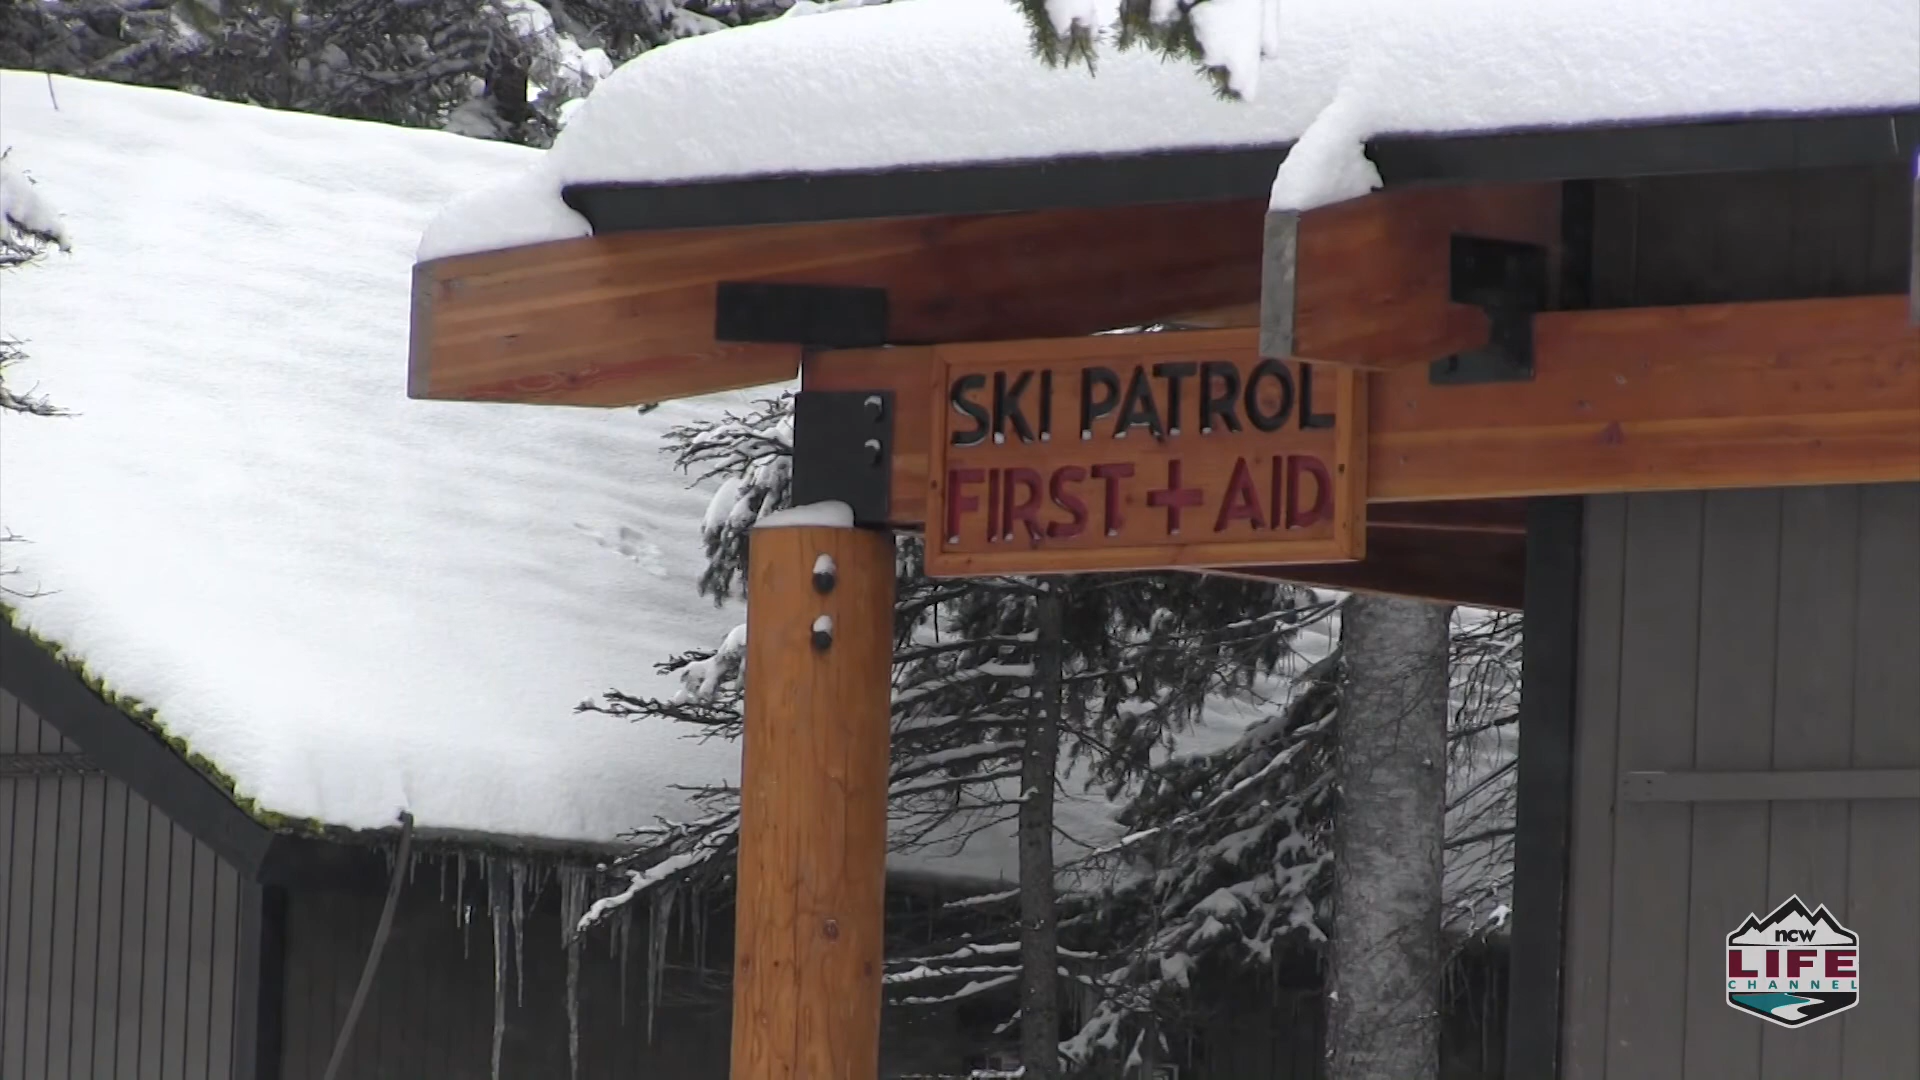 SKI PATROL
FIRST + AID
ncw
LIFE
CHANNEL